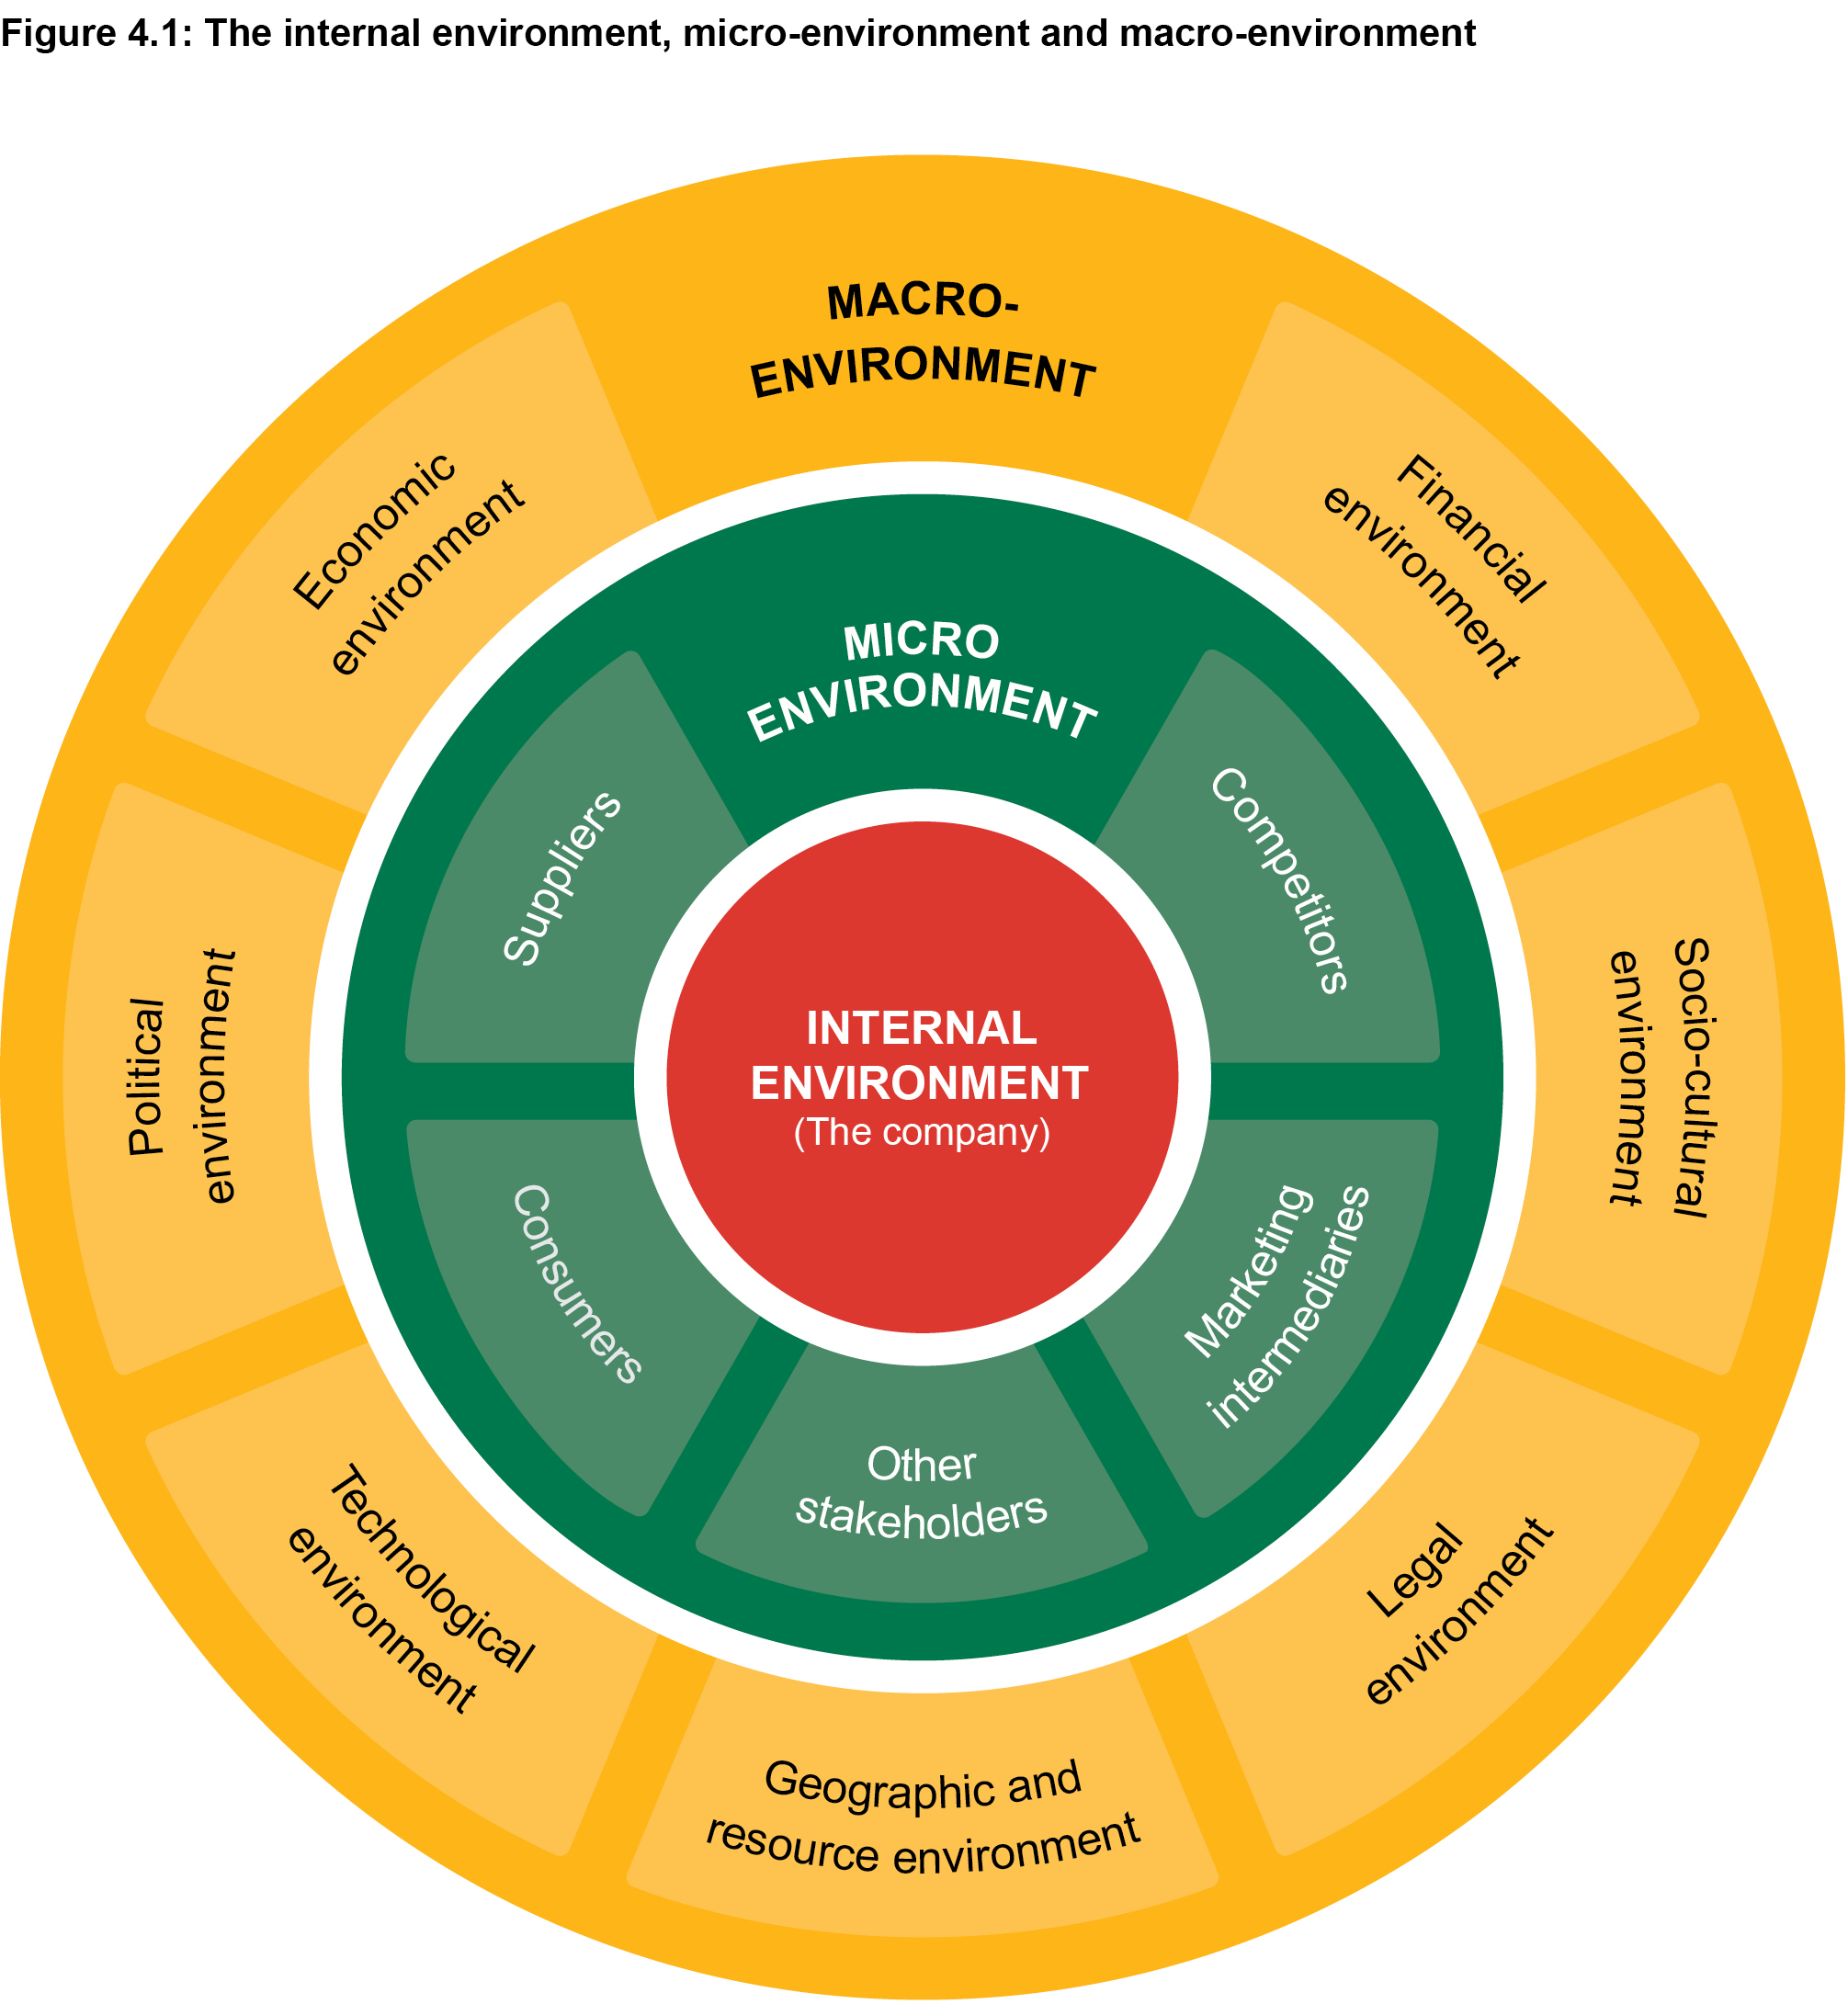 Figure 4.1: The internal environment, micro-environment and macro-environment
MACRO-
ENVIRONMENT
Economic
environment
Financial
environment
MICRO
ENVIRONMENT
Suppliers
Competitors
Political
environment
INTERNAL
ENVIRONMENT
(The company)
Socio-cultural
environment
Consumers
Marketing
intermediaries
Other
stakeholders
Technological
environment
Legal
environment
Geographic and
resource environment